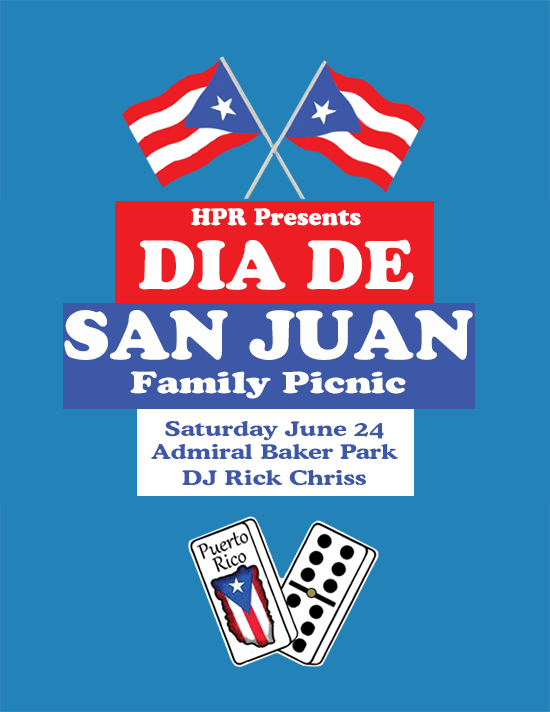 HPR Presents
DIA DE
SAN JUAN
Family Picnic
Saturday June 24
Admiral Baker Park
DJ Rick Chriss
Puerto
Rico